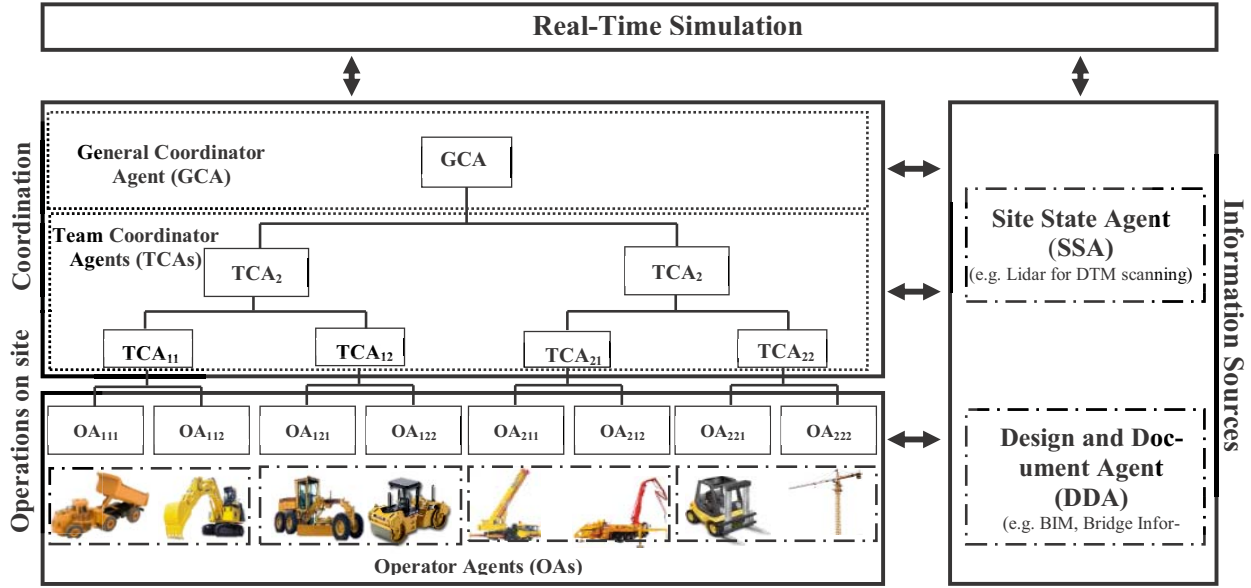 Real-Time Simulation
Coordination
Operations on site
General Coordinator
Agent (GCA)
GCA
Team Coordinator
Agents (TCAs)
TCA₂
TCA₂
TCA₁₁
TCA₁₂
TCA₂₁
TCA₂₂
OA₁₁₁
OA₁₁₂
OA₁₂₁
OA₁₂₂
OA₂₁₁
OA₂₁₂
OA₂₂₁
OA₂₂₂
Operator Agents (OAs)
Site State Agent
(SSA)
(e.g. Lidar for DTM scanning)
Design and Doc-
ument Agent
(DDA)
(e.g. BIM, Bridge Infor-
Information Sources